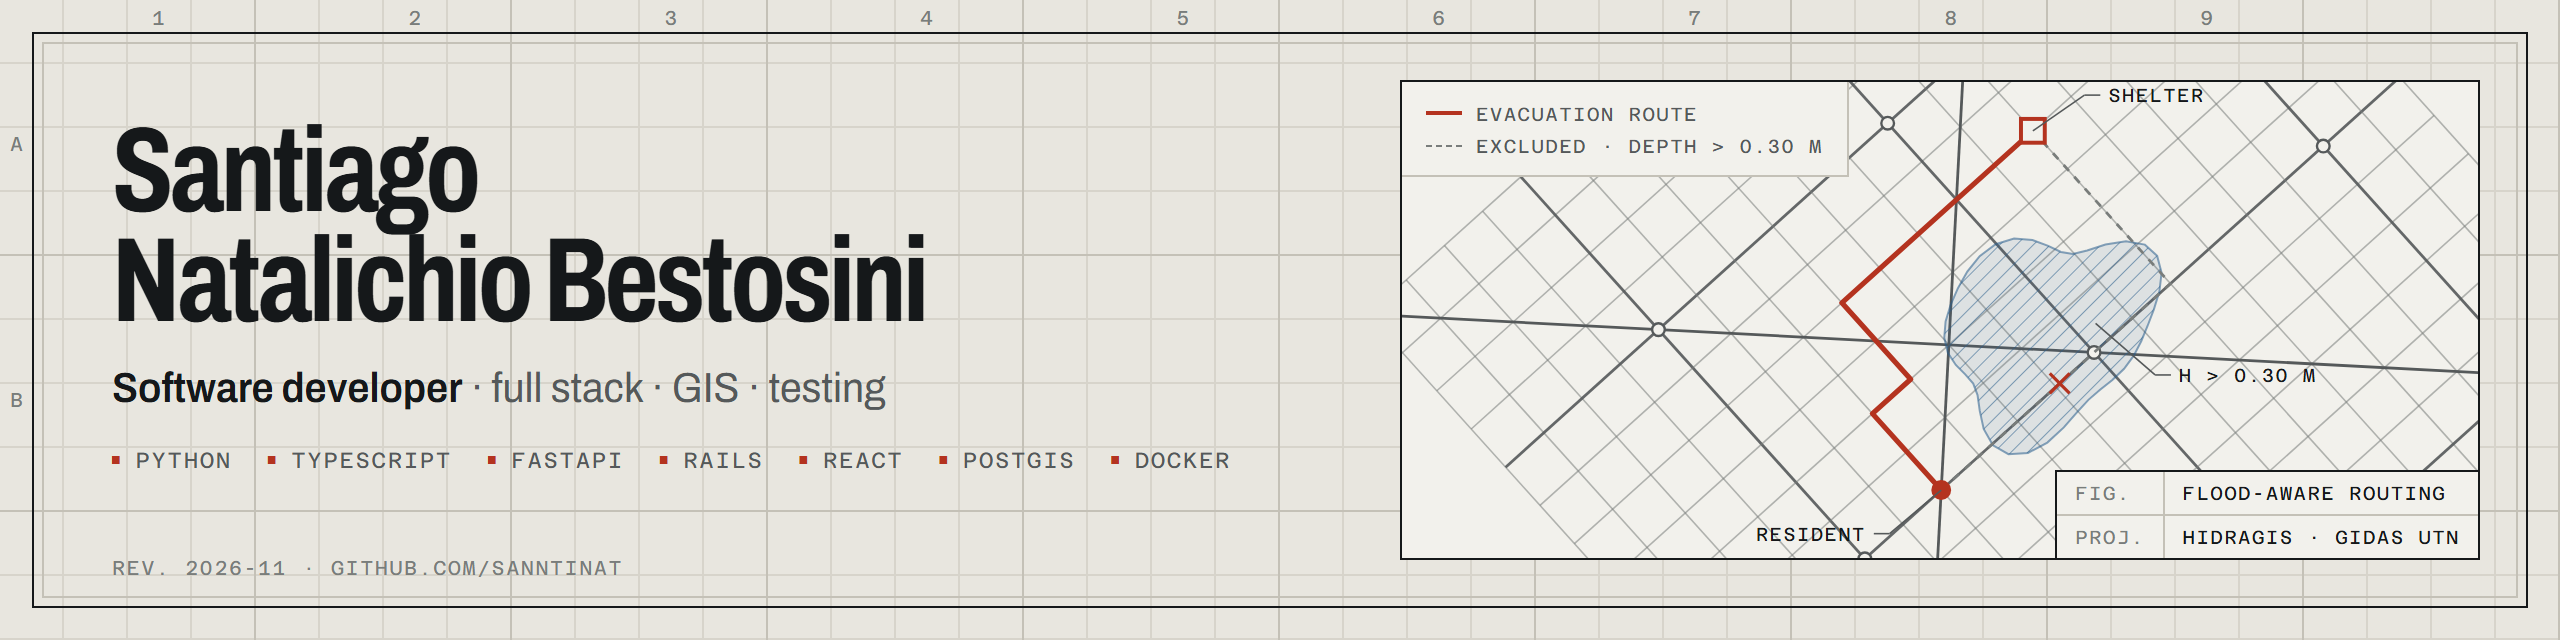 1 2 3 4 5 6 7 8 9
A
B
Santiago
Natalichio Bestosini
Software developer · full stack · GIS · testing
PYTHON TYPESCRIPT FASTAPI RAILS REACT POSTGIS DOCKER
REV. 2026-11 · GITHUB.COM/SANNTINAT
EVACUATION ROUTE
EXCLUDED · DEPTH > 0.30 M
SHELTER
H > 0.30 M
RESIDENT
FIG. FLOOD-AWARE ROUTING
PROJ. HIDRAGIS · GIDAS UTN